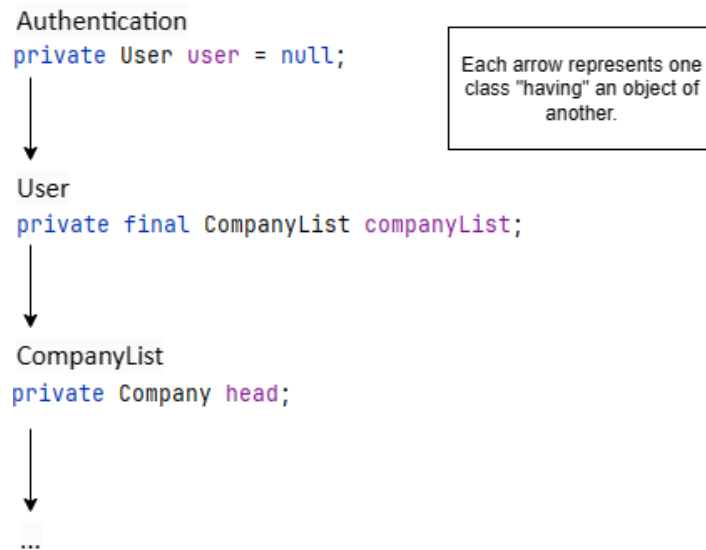 Authentication
private User user = null;
Each arrow represents one
class "having" an object of
another.
User
private final CompanyList companyList;
CompanyList
private Company head;
...